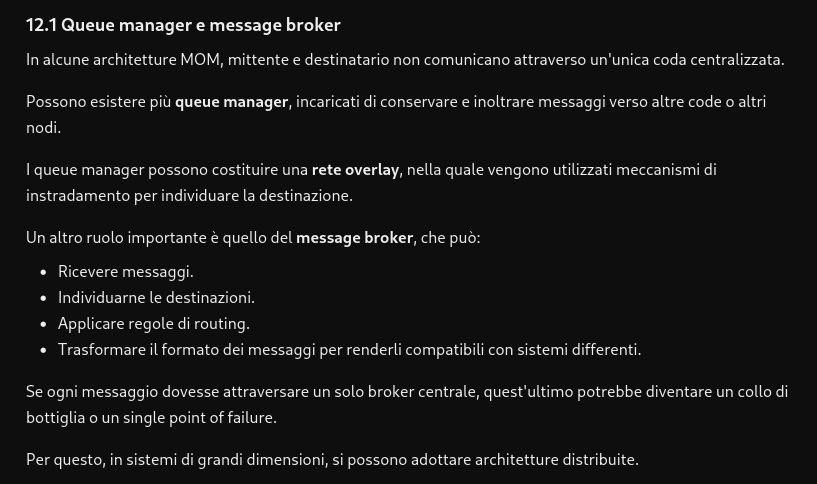 12.1 Queue manager e message broker
In alcune architetture MOM, mittente e destinatario non comunicano attraverso un'unica coda centralizzata.
Possono esistere più queue manager, incaricati di conservare e inoltrare messaggi verso altre code o altri
nodi.
I queue manager possono costituire una rete overlay, nella quale vengono utilizzati meccanismi di
instradamento per individuare la destinazione.
Un altro ruolo importante è quello del message broker, che può:
• Ricevere messaggi.
• Individuarne le destinazioni.
• Applicare regole di routing.
• Trasformare il formato dei messaggi per renderli compatibili con sistemi differenti.
Se ogni messaggio dovesse attraversare un solo broker centrale, quest'ultimo potrebbe diventare un collo di
bottiglia o un single point of failure.
Per questo, in sistemi di grandi dimensioni, si possono adottare architetture distribuite.